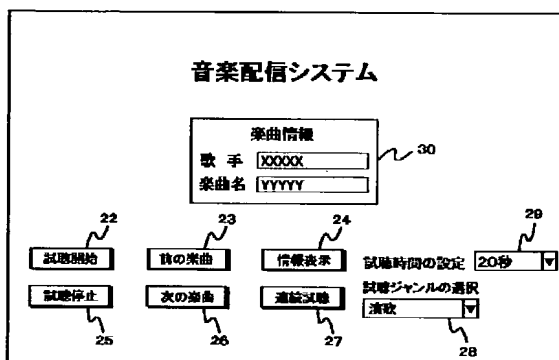 音楽配信システム
楽曲情報
歌手 XXXXX
楽曲名 YYYYY
30
22 23 24 29
試聴開始 前の楽曲 情報表示 試聴時間の設定 20秒
試聴ジャンルの選択
試聴停止 次の楽曲 連続試聴 演歌
25 26 27 28